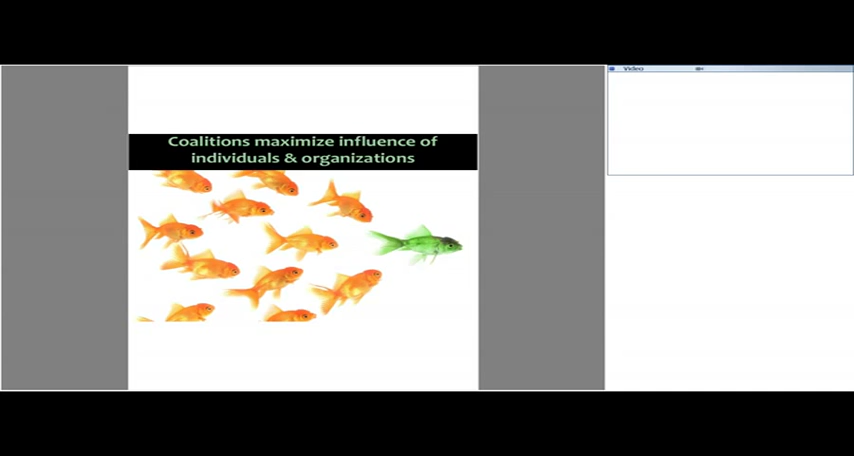 Video
Coalitions maximize influence of
individuals & organizations